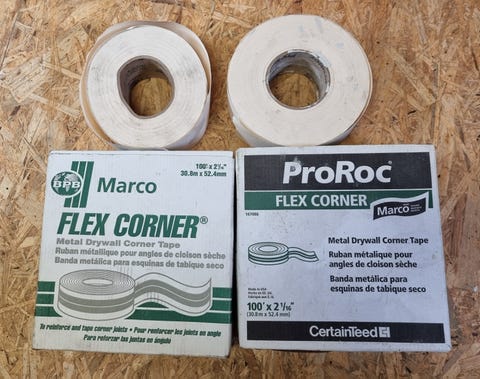 BPB
Marco
100' x 2 1/16"
30.8m x 52.4mm
FLEX CORNER®
Metal Drywall Corner Tape
Ruban métallique pour
angles de cloison sèche
Banda metálica para
esquinas de tabique seco
To reinforce and tape corner joints • Pour renforcer les joints en angle
Para reforzar las juntas en ángulo
ProRoc®
FLEX CORNER
Marco
167086
Metal Drywall Corner Tape
Ruban métallique pour
angles de cloison sèche
Banda metálica para
esquinas de tabique seco
Made in USA
100' x 2 1/16"
(30.8m x 52.4 mm)
CertainTeed